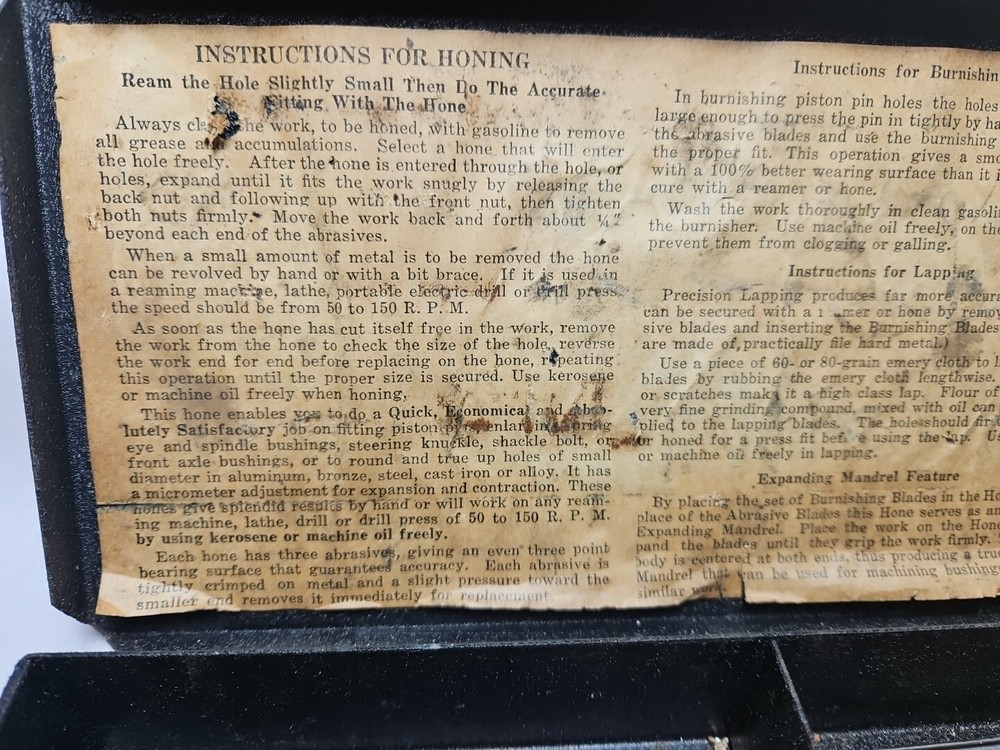 INSTRUCTIONS FOR HONING
Ream the Hole Slightly Small Then Do The Accurate
Fitting With The Hone
Always the work, to be honed, with gasoline to remove
all grease accumulations. Select a hone that will enter
the hole freely. After the hone is entered through the hole, or
holes, expand until it fits the work snugly by releasing the
back nut and following up with the front nut, then tighten
both nuts firmly. Move the work back and forth about ¼"
beyond each end of the abrasives.
When a small amount of metal is to be removed the hone
can be revolved by hand or with a bit brace. If it is used in
a reaming machine, lathe, portable electric drill or drill press
the speed should be from 50 to 150 R. P. M.
As soon as the hone has cut itself free in the work, remove
the work from the hone to check the size of the hole, reverse
the work end for end before replacing on the hone, repeating
this operation until the proper size is secured. Use kerosene
or machine oil freely when honing.
This hone enables you to do a Quick, Economical and Abso-
lutely Satisfactory job on fitting piston
eye and spindle bushings, steering knuckle, shackle bolt, or
front axle bushings, or to round and true up holes of small
diameter in aluminum, bronze, steel, cast iron or alloy. It has
a micrometer adjustment for expansion and contraction. These
hones give splendid results by hand or will work on any ream-
ing machine, lathe, drill or drill press of 50 to 150 R. P. M.
by using kerosene or machine oil freely.
Each hone has three abrasives, giving an even three point
bearing surface that guarantees accuracy. Each abrasive is
tightly crimped on metal and a slight pressure toward the
smaller end removes it immediately for replacement.
Instructions for Burnishin
In burnishing piston pin holes the holes
large enough to press the pin in tightly by ha
the abrasive blades and use the burnishing
the proper fit. This operation gives a smo
with a 100% better wearing surface than it i
cure with a reamer or hone.
Wash the work thoroughly in clean gasoli
the burnisher. Use machine oil freely, on the
prevent them from clogging or galling.
Instructions for Lapping
Precision Lapping produces far more accura
can be secured with a or hone by remov
sive blades and inserting the Burnishing Blades
are made of, practically file hard metal.)
Use a piece of 60- or 80-grain emery cloth to
blades by rubbing the emery cloth lengthwise.
or scratches make it a high class lap. Flour of
very fine grinding compound, mixed with oil can
plied to the lapping blades. The hole should fir
or honed for a press fit before using the lap. U
or machine oil freely in lapping.
Expanding Mandrel Feature
By placing the set of Burnishing Blades in the Ho
place of the Abrasive Blades this Hone serves as an
Expanding Mandrel. Place the work on the Hon
pand the blades until they grip the work firmly.
body is centered at both ends, thus producing a tru
Mandrel that can be used for machining bushing
similar work.